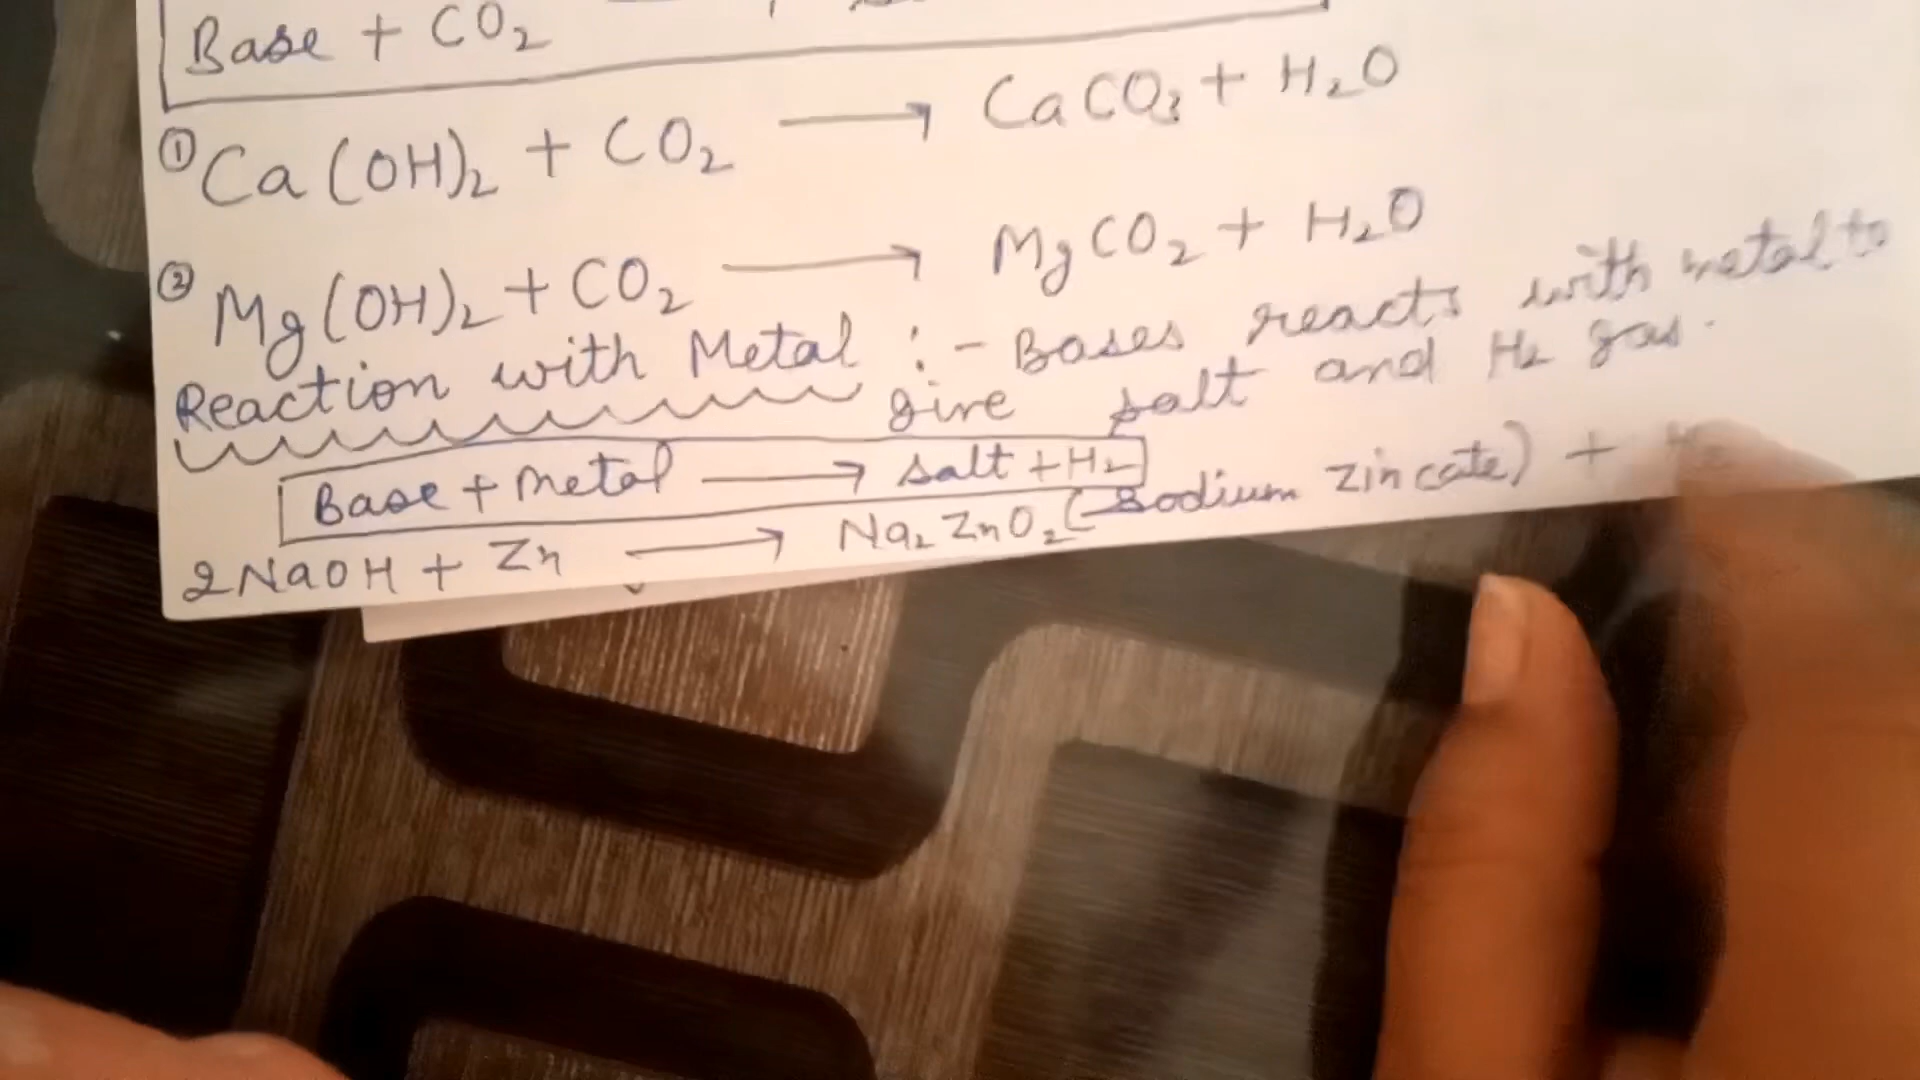 Base + CO₂
① Ca(OH)₂ + CO₂ ⟶ CaCO₃ + H₂O
② Mg(OH)₂ + CO₂ ⟶ MgCO₂ + H₂O
Reaction with Metal :- Bases reacts with metal to
give salt and H₂ gas.
Base + Metal ⟶ salt + H₂
2NaOH + Zn ⟶ Na₂ZnO₂ (Sodium zincate) + H₂